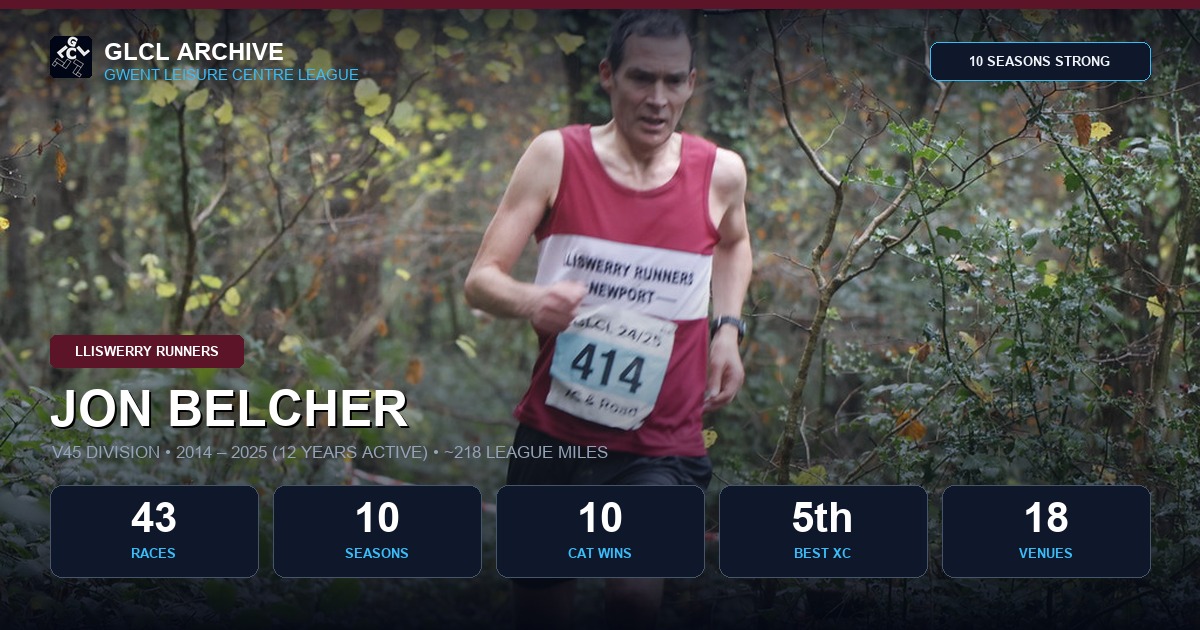 GLCL ARCHIVE
GWENT LEISURE CENTRE LEAGUE
10 SEASONS STRONG
LLISWERRY RUNNERS
NEWPORT
GLCL 24/25
414
XC & Road
LLISWERRY RUNNERS
JON BELCHER
V45 DIVISION • 2014 – 2025 (12 YEARS ACTIVE) • ~218 LEAGUE MILES
43
RACES
10
SEASONS
10
CAT WINS
5th
BEST XC
18
VENUES